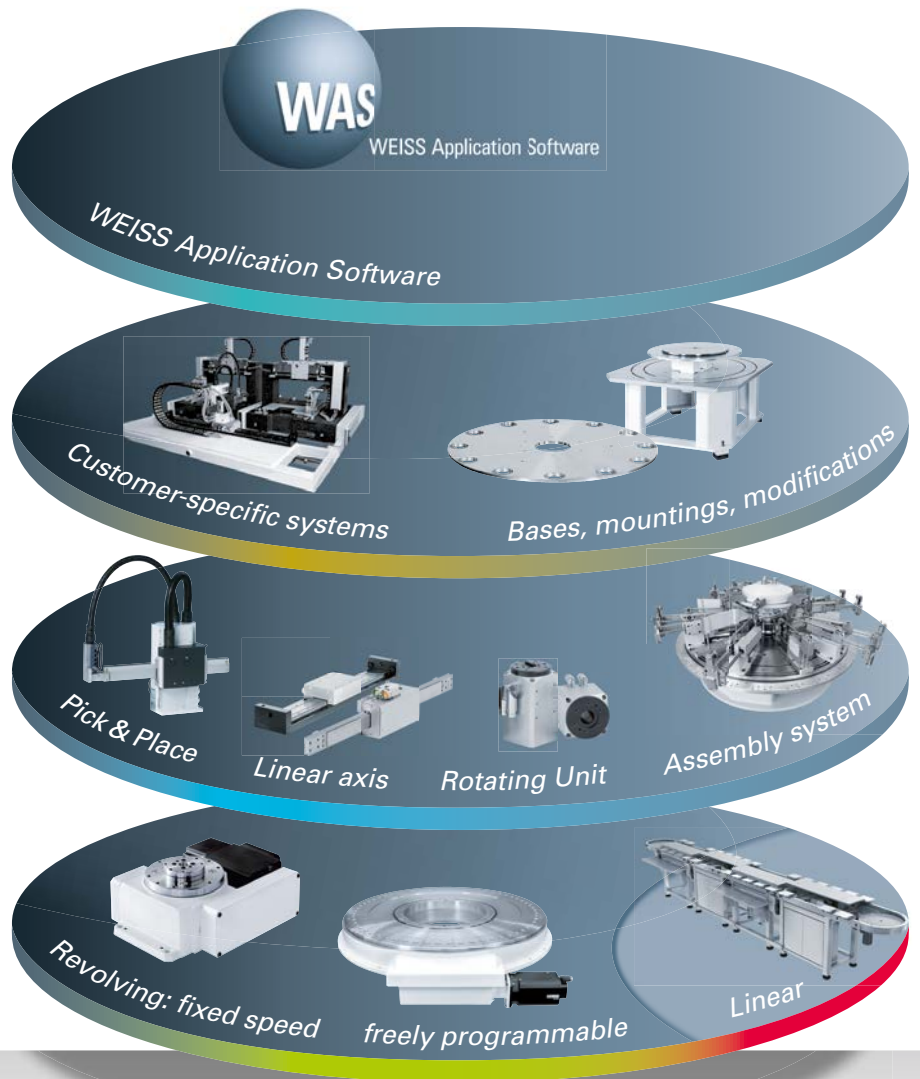 WAS
WEISS Application Software
WEISS Application Software
Customer-specific systems
Bases, mountings, modifications
Pick & Place
Linear axis
Rotating Unit
Assembly system
Revolving: fixed speed
freely programmable
Linear